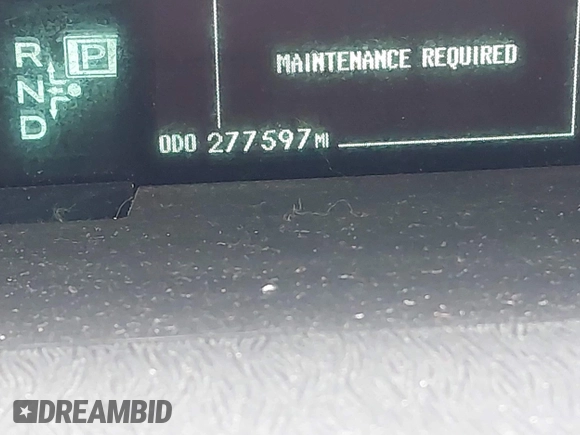 R P
N
D
MAINTENANCE REQUIRED
ODO 277597 MI
DREAMBID